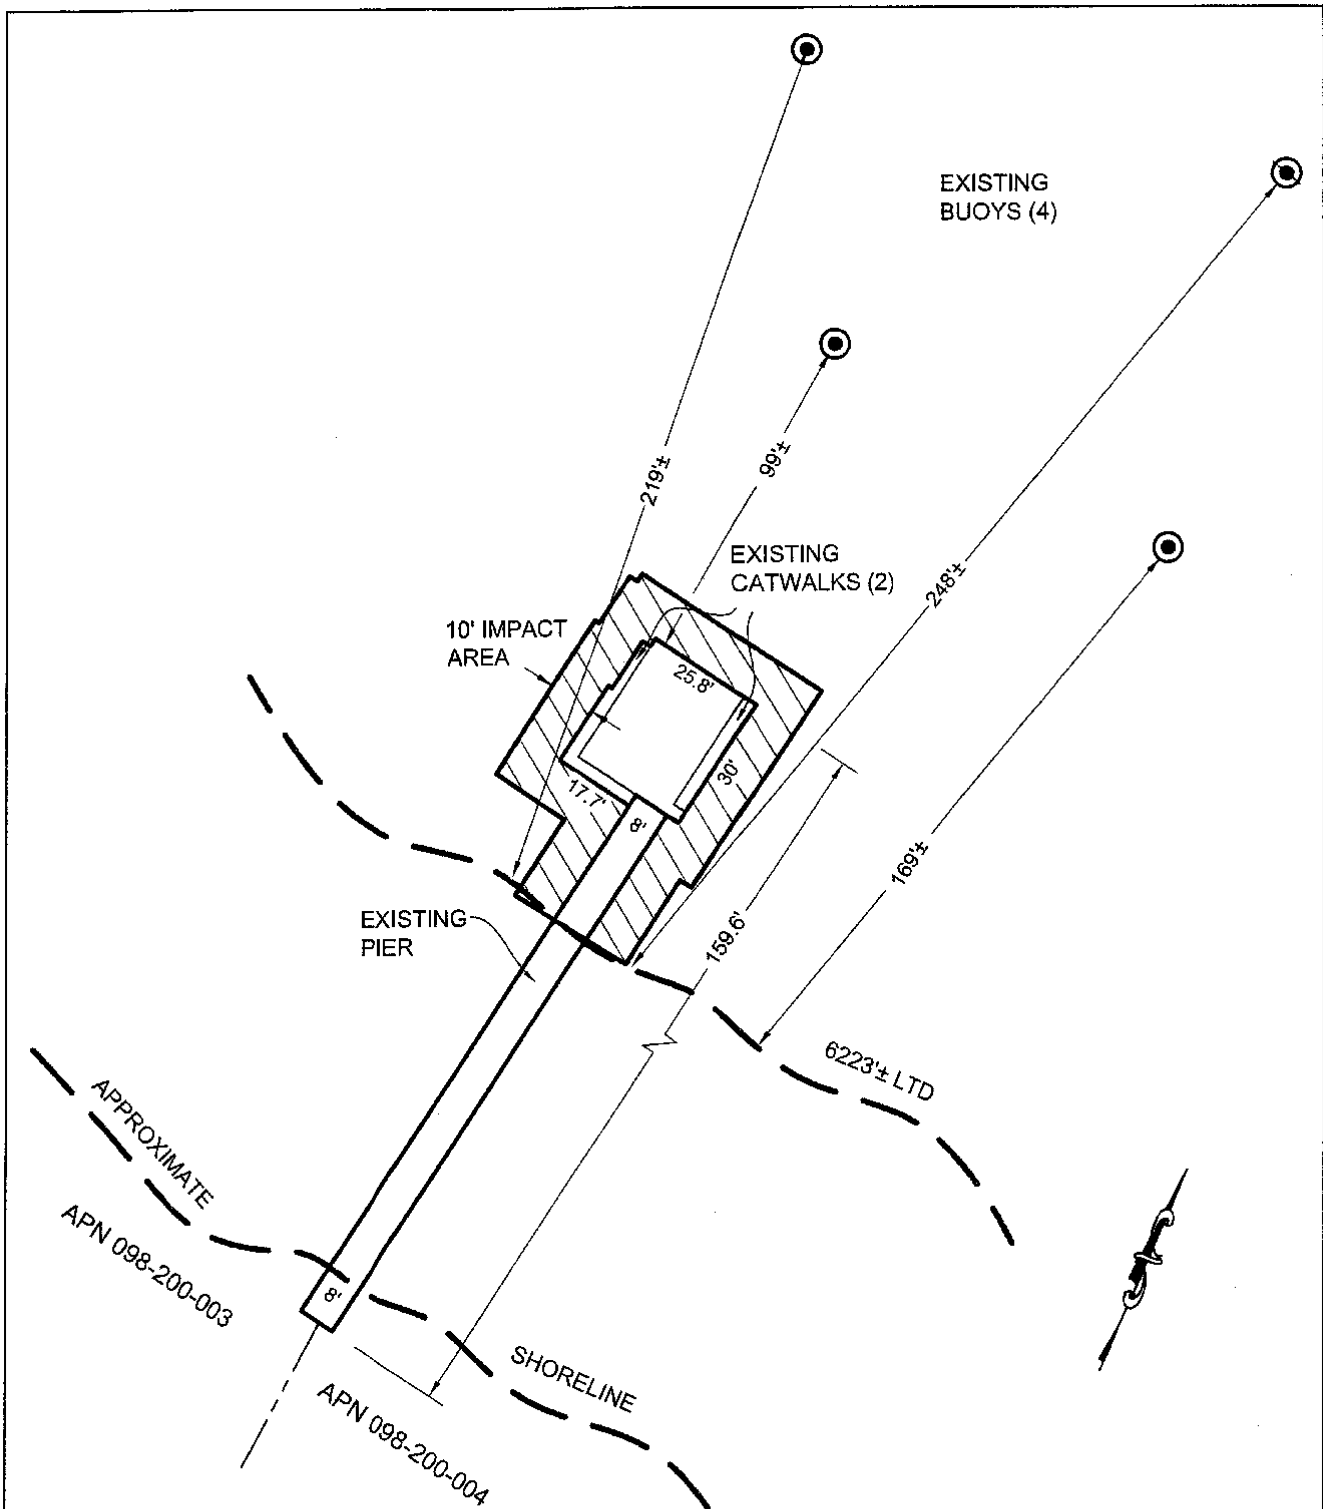 EXISTING
BUOYS (4)
219'±
99'±
EXISTING
CATWALKS (2)
248'±
10' IMPACT
AREA
25.8'
30'
17.7'
8'
169'±
159.6'
EXISTING
PIER
6223'± LTD
APPROXIMATE
APN 098-200-003
8'
SHORELINE
APN 098-200-004